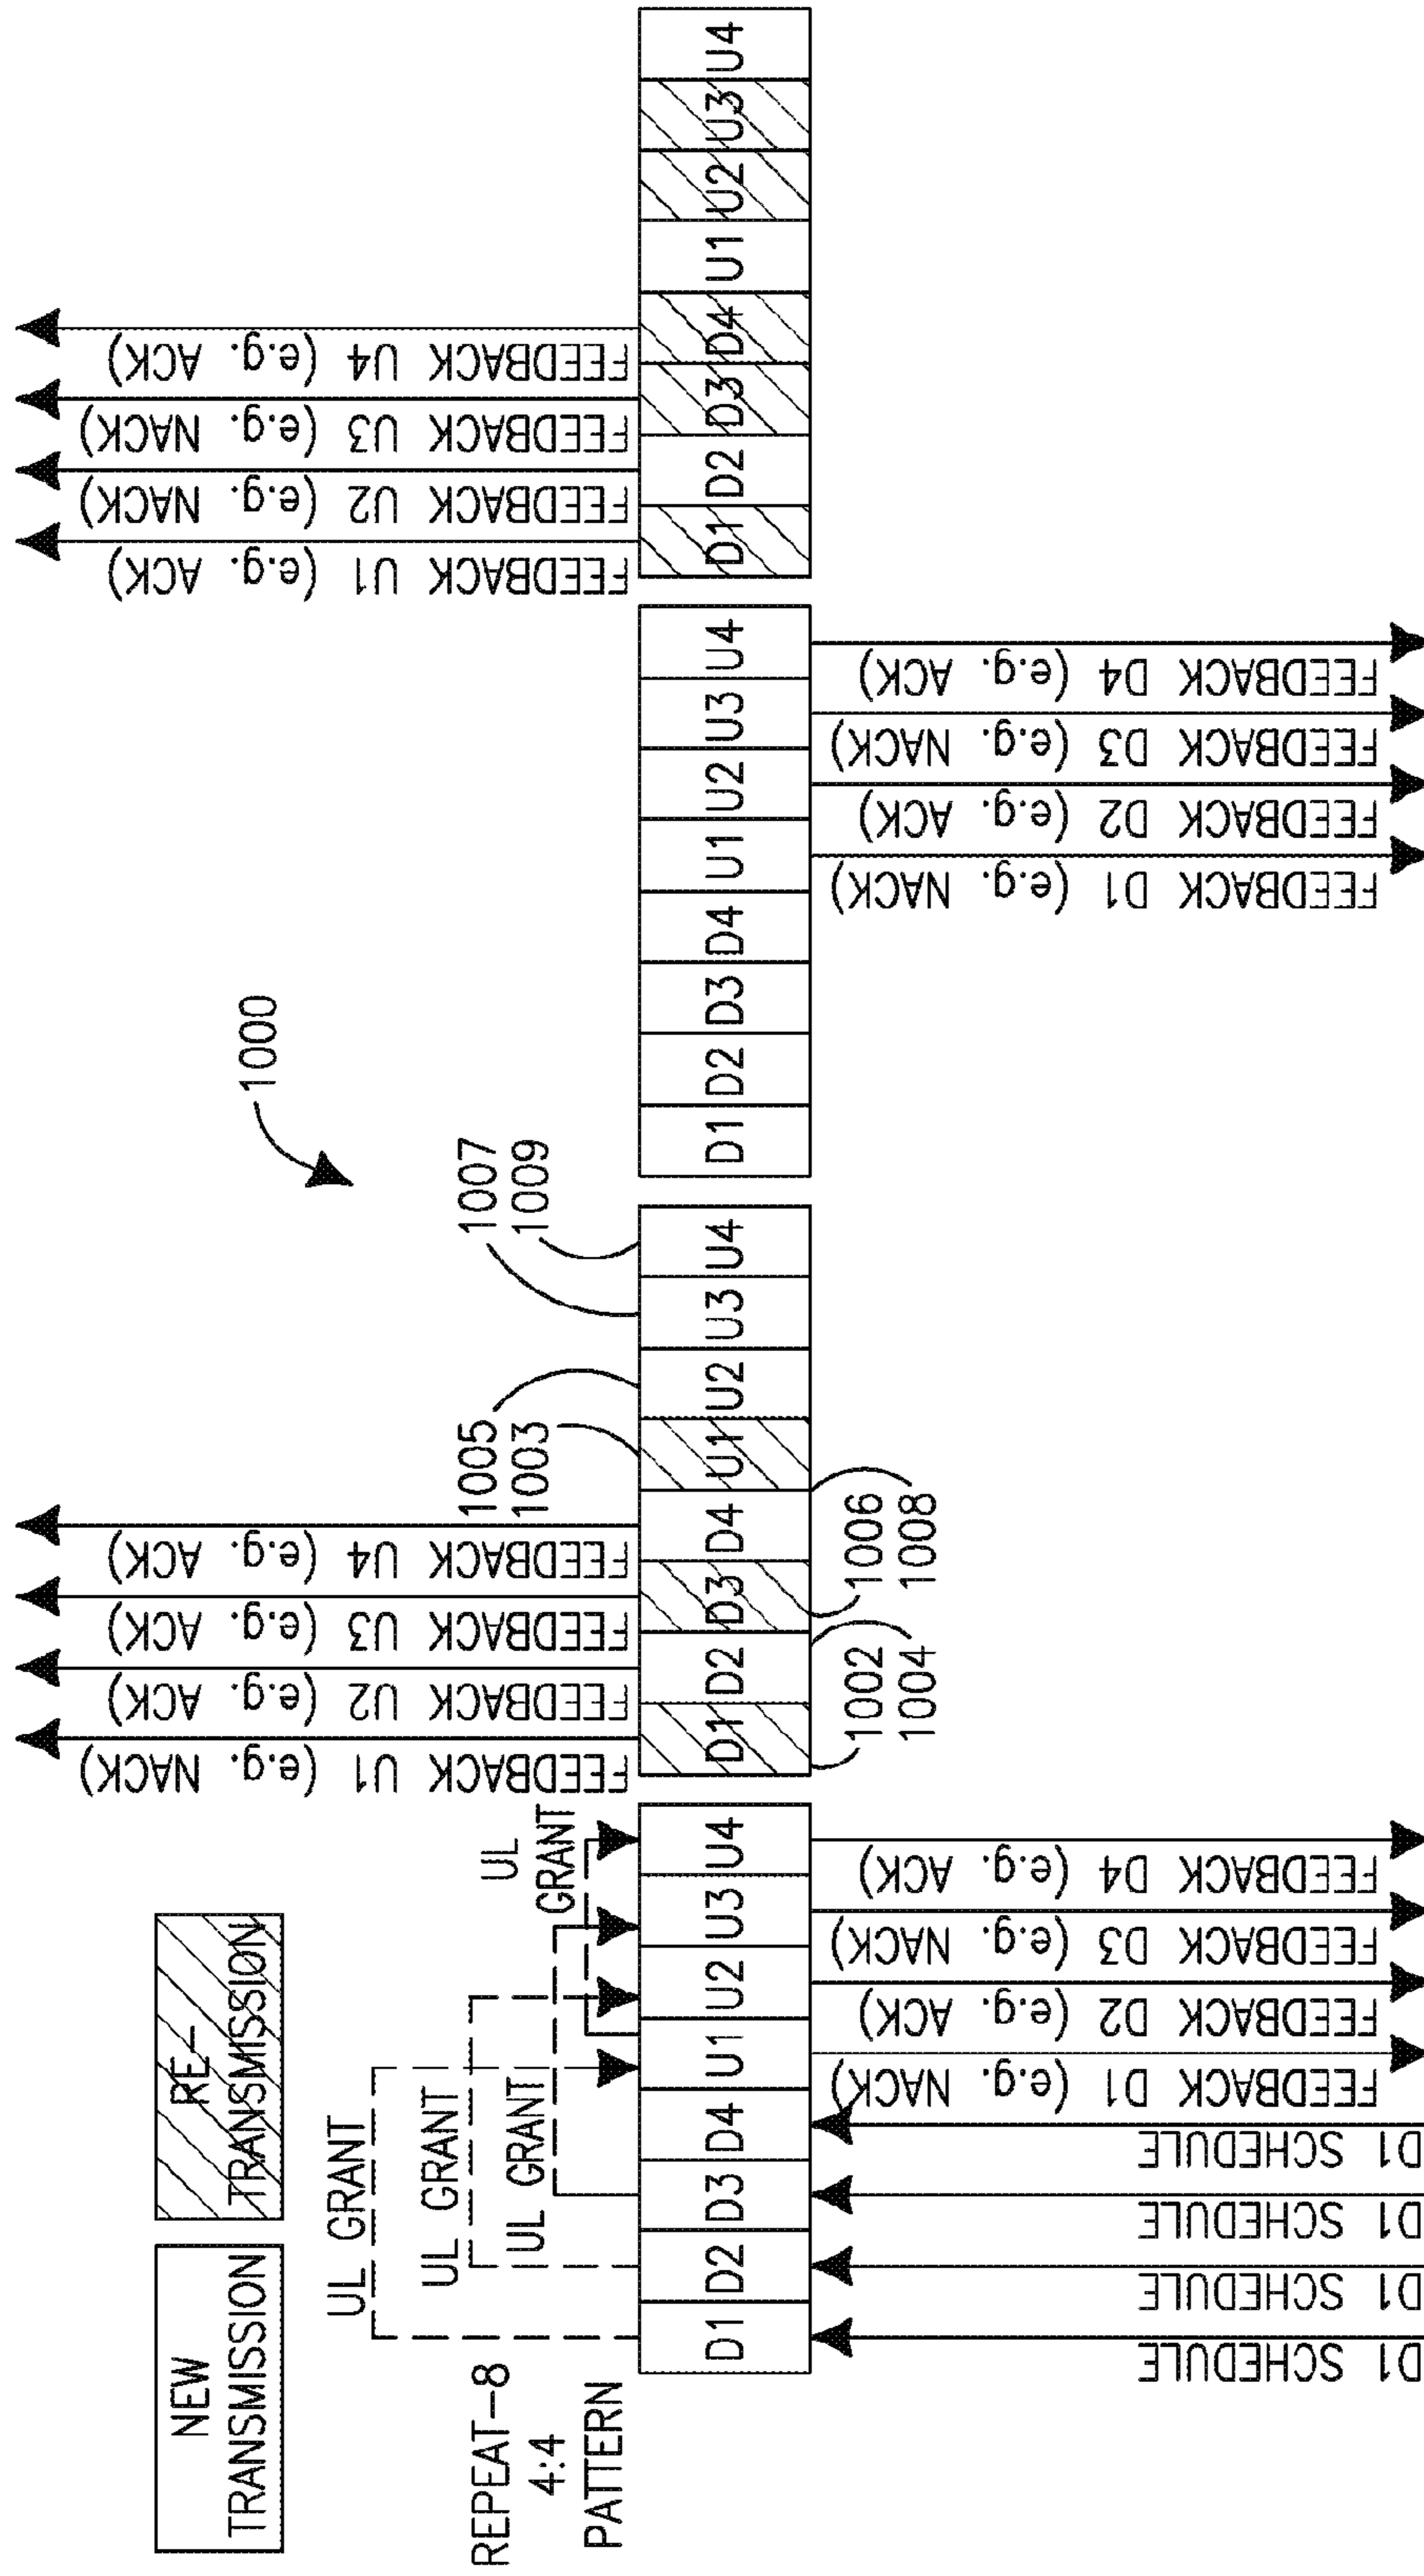 NEW
TRANSMISSION
RE-
TRANSMISSION
1000
REPEAT-8
4:4
PATTERN
UL GRANT
UL GRANT
UL GRANT
UL
GRANT
FEEDBACK U1 (e.g. NACK)
FEEDBACK U2 (e.g. ACK)
FEEDBACK U3 (e.g. ACK)
FEEDBACK U4 (e.g. ACK)
1005
1003
1007
1009
FEEDBACK U1 (e.g. ACK)
FEEDBACK U2 (e.g. NACK)
FEEDBACK U3 (e.g. NACK)
FEEDBACK U4 (e.g. ACK)
D1 D2 D3 D4 U1 U2 U3 U4
D1 D2 D3 D4 U1 U2 U3 U4
D1 D2 D3 D4 U1 U2 U3 U4
D1 D2 D3 D4 U1 U2 U3 U4
D1 SCHEDULE
D1 SCHEDULE
D1 SCHEDULE
D1 SCHEDULE
FEEDBACK D1 (e.g. NACK)
FEEDBACK D2 (e.g. ACK)
FEEDBACK D3 (e.g. NACK)
FEEDBACK D4 (e.g. ACK)
1002
1004
1006
1008
FEEDBACK D1 (e.g. NACK)
FEEDBACK D2 (e.g. ACK)
FEEDBACK D3 (e.g. NACK)
FEEDBACK D4 (e.g. ACK)